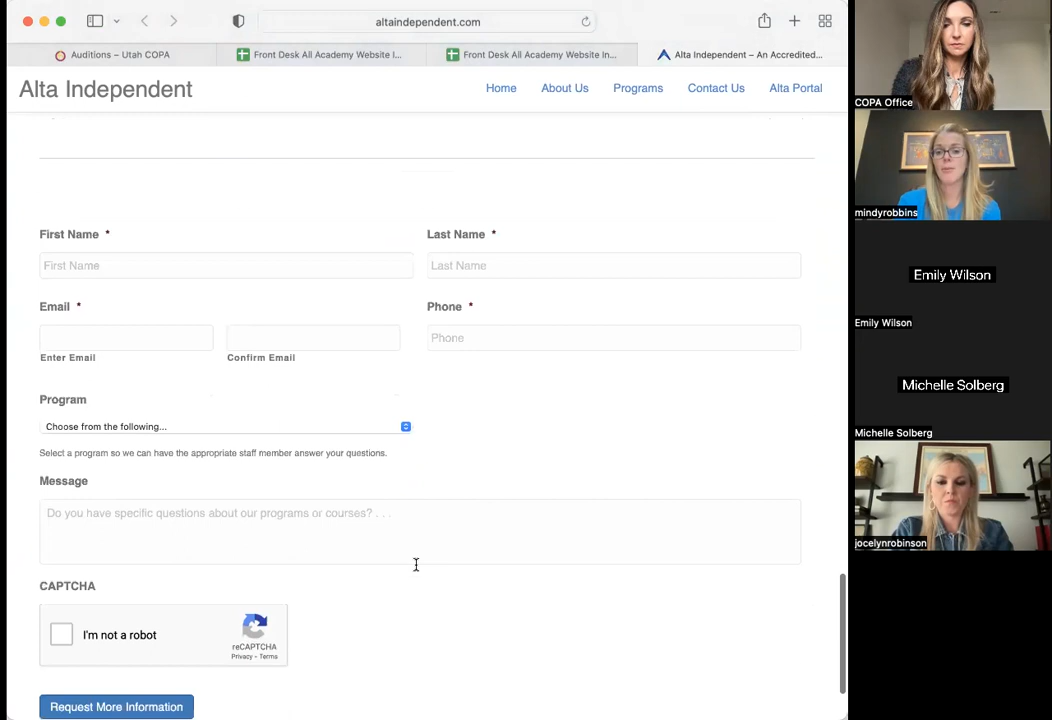 altaindependent.com
Auditions – Utah COPA
Front Desk All Academy Website I...
Front Desk All Academy Website In...
Alta Independent – An Accredited...
Alta Independent
Home
About Us
Programs
Contact Us
Alta Portal
First Name *
Last Name *
First Name
Last Name
Email *
Phone *
Phone
Enter Email
Confirm Email
Program
Choose from the following...
Select a program so we can have the appropriate staff member answer your questions.
Message
Do you have specific questions about our programs or courses? . . .
CAPTCHA
I'm not a robot
reCAPTCHA
Privacy - Terms
Request More Information
COPA Office
mindyrobbins
Emily Wilson
Emily Wilson
Michelle Solberg
Michelle Solberg
jocelynrobinson